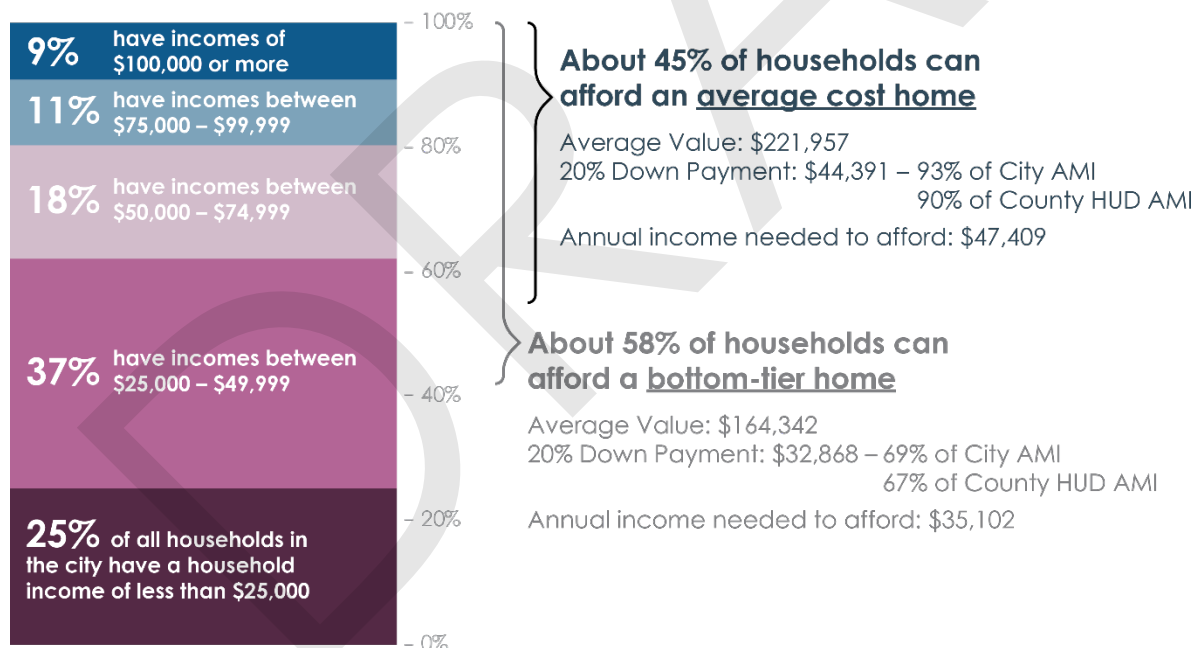 9% have incomes of
$100,000 or more
11% have incomes between
$75,000 – $99,999
18% have incomes between
$50,000 – $74,999
37% have incomes between
$25,000 – $49,999
25% of all households in
the city have a household
income of less than $25,000
– 100%
– 80%
– 60%
– 40%
– 20%
– 0%
About 45% of households can
afford an average cost home
Average Value: $221,957
20% Down Payment: $44,391 – 93% of City AMI
90% of County HUD AMI
Annual income needed to afford: $47,409
About 58% of households can
afford a bottom-tier home
Average Value: $164,342
20% Down Payment: $32,868 – 69% of City AMI
67% of County HUD AMI
Annual income needed to afford: $35,102
DRA